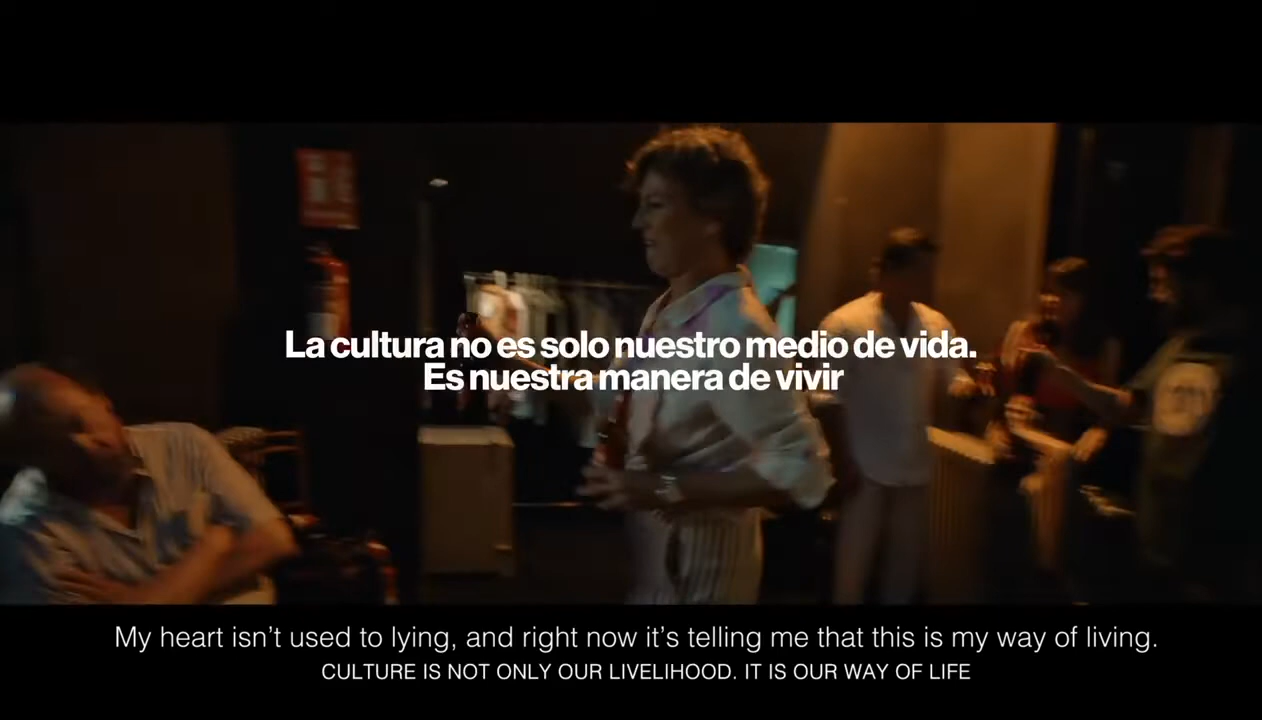 La cultura no es solo nuestro medio de vida.
Es nuestra manera de vivir
My heart isn't used to lying, and right now it's telling me that this is my way of living.
CULTURE IS NOT ONLY OUR LIVELIHOOD. IT IS OUR WAY OF LIFE